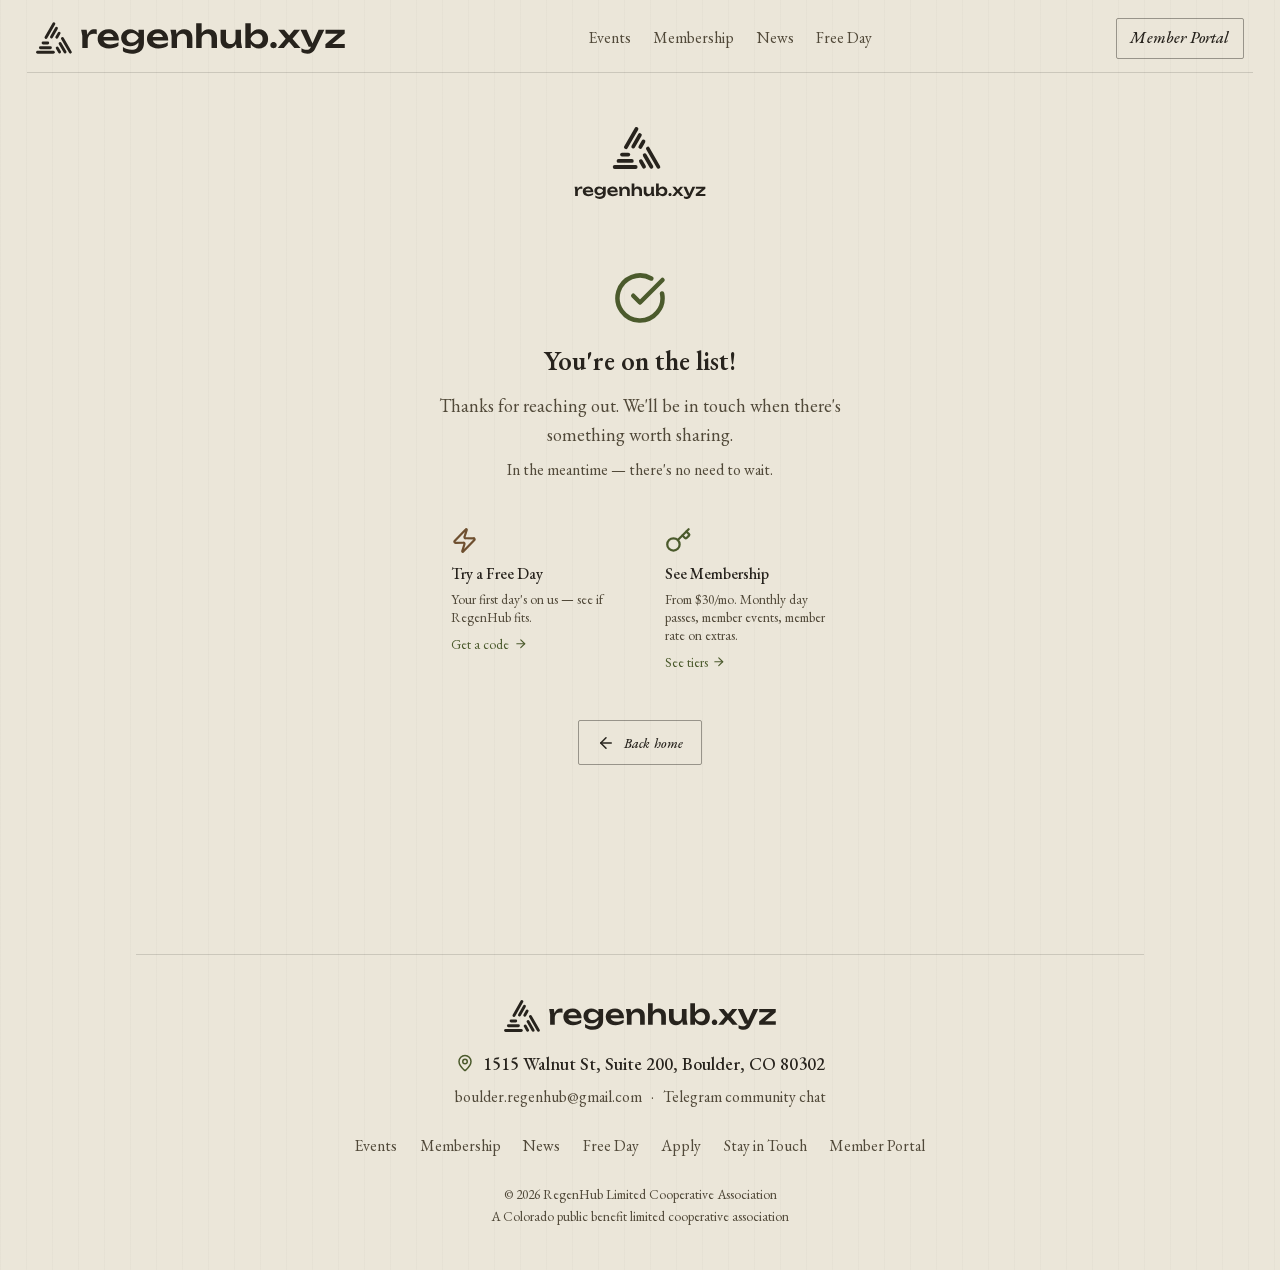 regenhub.xyz
Events Membership News Free Day
Member Portal
regenhub.xyz
You're on the list!
Thanks for reaching out. We'll be in touch when there's
something worth sharing.
In the meantime — there's no need to wait.
Try a Free Day
Your first day's on us — see if
RegenHub fits.
Get a code →
See Membership
From $30/mo. Monthly day
passes, member events, member
rate on extras.
See tiers →
← Back home
regenhub.xyz
1515 Walnut St, Suite 200, Boulder, CO 80302
boulder.regenhub@gmail.com · Telegram community chat
Events Membership News Free Day Apply Stay in Touch Member Portal
© 2026 RegenHub Limited Cooperative Association
A Colorado public benefit limited cooperative association